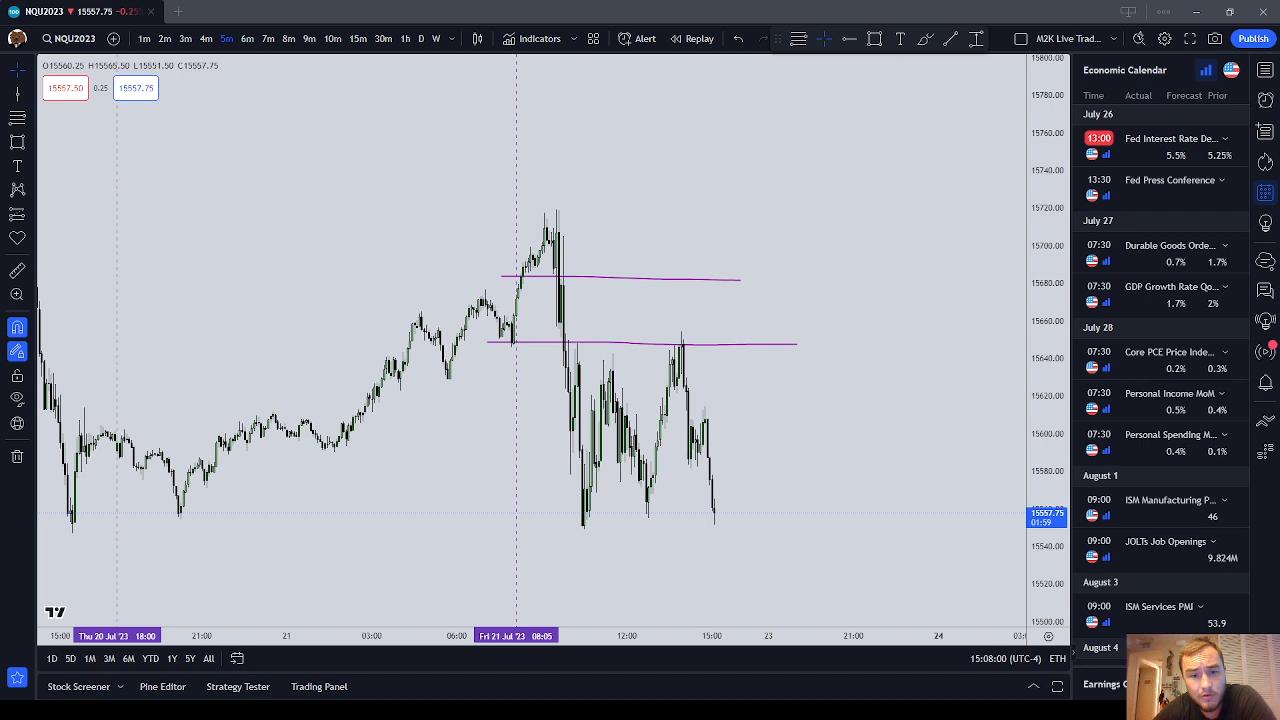 NQU2023 15557.75 -0.25
NQU2023 1m 2m 3m 4m 5m 6m 7m 8m 9m 10m 15m 30m 1h D W Indicators Alert Replay M2K Live Trad... Publish
O15560.25 H15565.50 L15551.50 C15557.75
15557.50 0.25 15557.75
15800.00
15780.00
15760.00
15740.00
15720.00
15700.00
15680.00
15660.00
15640.00
15620.00
15600.00
15580.00
15557.75
01:59
15540.00
15520.00
15500.00
15:00 Thu 20 Jul '23 18:00 21:00 21 03:00 06:00 Fri 21 Jul '23 08:05 12:00 15:00 23 21:00 24
1D 5D 1M 3M 6M YTD 1Y 5Y All 15:08:00 (UTC-4) ETH
Stock Screener Pine Editor Strategy Tester Trading Panel
Economic Calendar
Time Actual Forecast Prior
July 26
13:00 Fed Interest Rate De...
5.5% 5.25%
13:30 Fed Press Conference
July 27
07:30 Durable Goods Orde...
0.7% 1.7%
07:30 GDP Growth Rate Qo...
1.7% 2%
July 28
07:30 Core PCE Price Inde...
0.2% 0.3%
07:30 Personal Income MoM
0.5% 0.4%
07:30 Personal Spending M...
0.4% 0.1%
August 1
09:00 ISM Manufacturing P...
46
09:00 JOLTs Job Openings
9.824M
August 3
09:00 ISM Services PMI
53.9
August 4